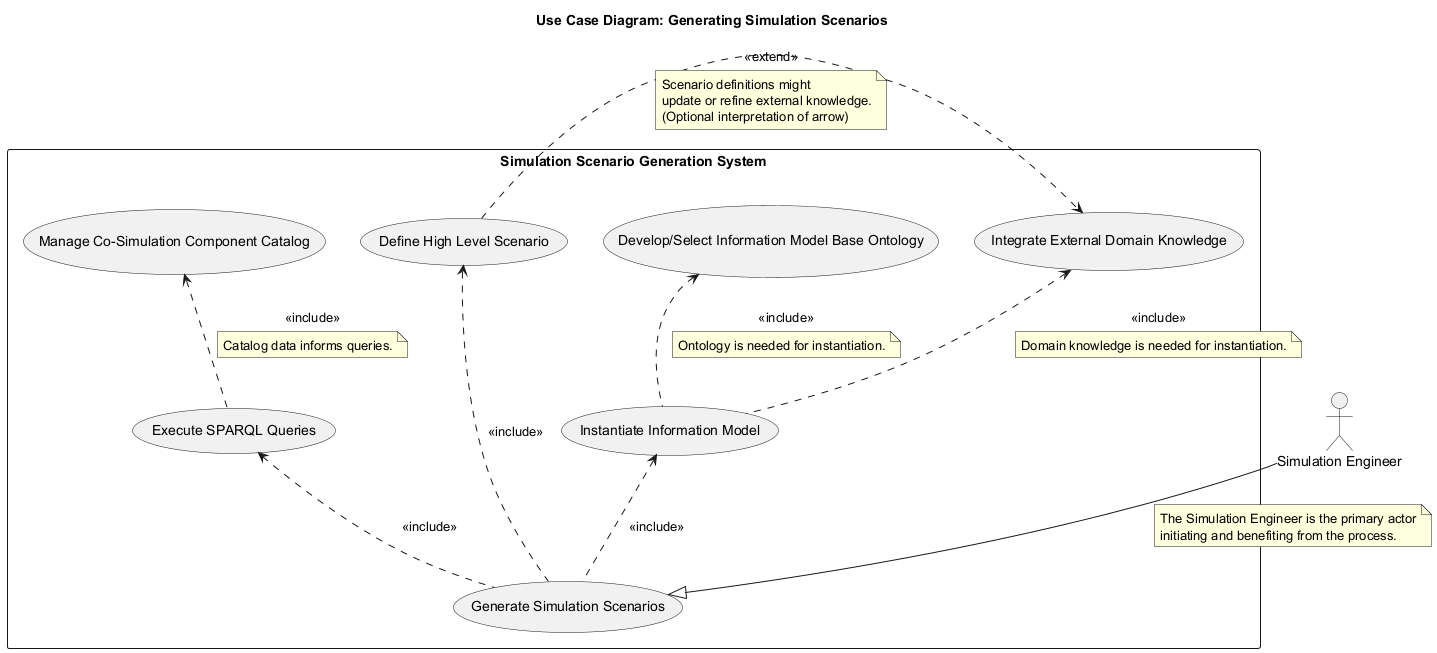 Use Case Diagram: Generating Simulation Scenarios
«extend»
Scenario definitions might
update or refine external knowledge.
(Optional interpretation of arrow)
Simulation Scenario Generation System
Manage Co-Simulation Component Catalog
Define High Level Scenario
Develop/Select Information Model Base Ontology
Integrate External Domain Knowledge
«include»
Catalog data informs queries.
«include»
Ontology is needed for instantiation.
«include»
Domain knowledge is needed for instantiation.
Execute SPARQL Queries
«include»
Instantiate Information Model
Simulation Engineer
«include»
«include»
The Simulation Engineer is the primary actor
initiating and benefiting from the process.
Generate Simulation Scenarios